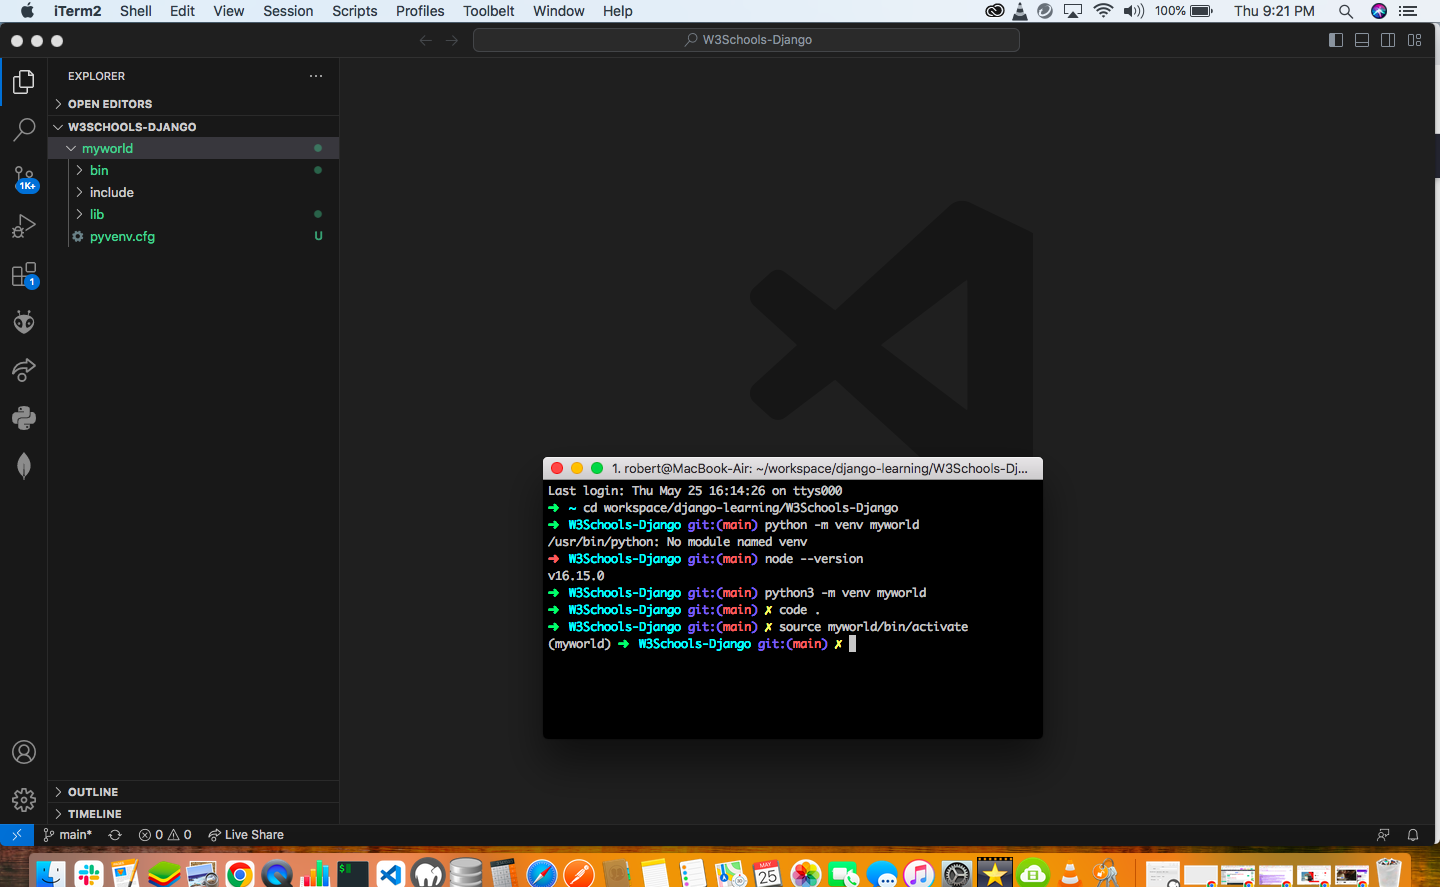 iTerm2 Shell Edit View Session Scripts Profiles Toolbelt Window Help 100% Thu 9:21 PM
W3Schools-Django
EXPLORER
OPEN EDITORS
W3SCHOOLS-DJANGO
myworld
bin
1K+
include
lib
pyvenv.cfg U
1
1. robert@MacBook-Air: ~/workspace/django-learning/W3Schools-Dj...
Last login: Thu May 25 16:14:26 on ttys000
➜ ~ cd workspace/django-learning/W3Schools-Django
➜ W3Schools-Django git:(main) python -m venv myworld
/usr/bin/python: No module named venv
➜ W3Schools-Django git:(main) node --version
v16.15.0
➜ W3Schools-Django git:(main) python3 -m venv myworld
➜ W3Schools-Django git:(main) ✗ code .
➜ W3Schools-Django git:(main) ✗ source myworld/bin/activate
(myworld) ➜ W3Schools-Django git:(main) ✗
OUTLINE
TIMELINE
main* 0 0 Live Share
MAY
25